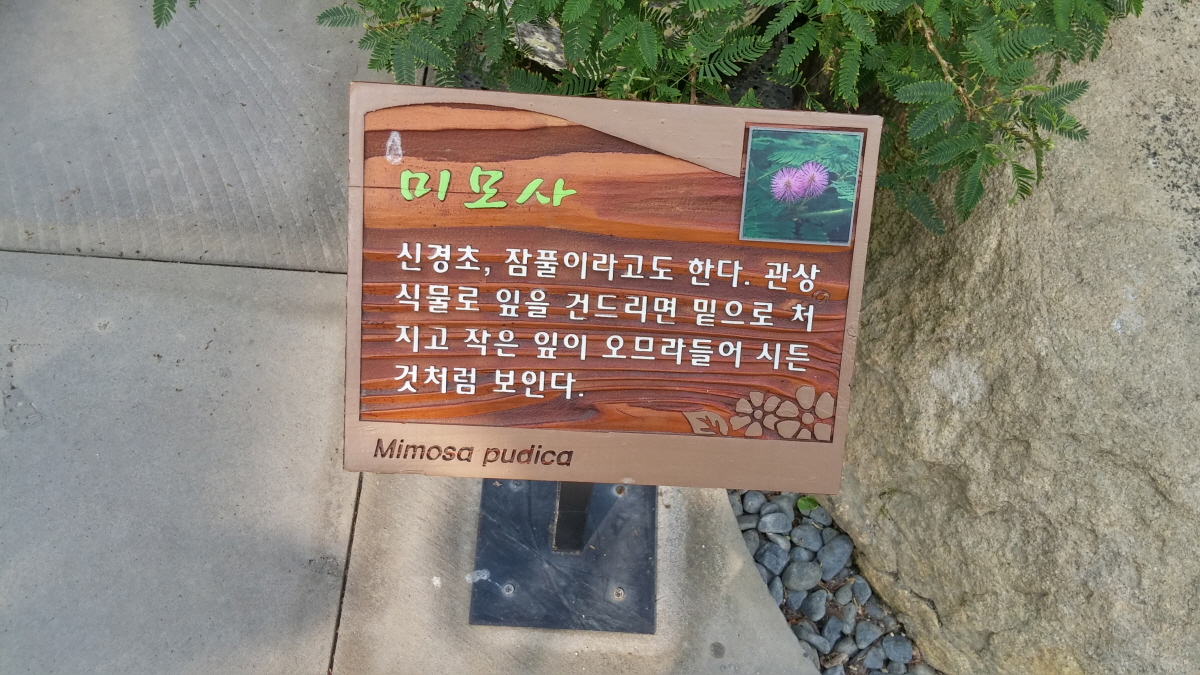 미모사
신경초, 잠풀이라고도 한다. 관상
식물로 잎을 건드리면 밑으로 처
지고 작은 잎이 오므라들어 시든
것처럼 보인다.
Mimosa pudica